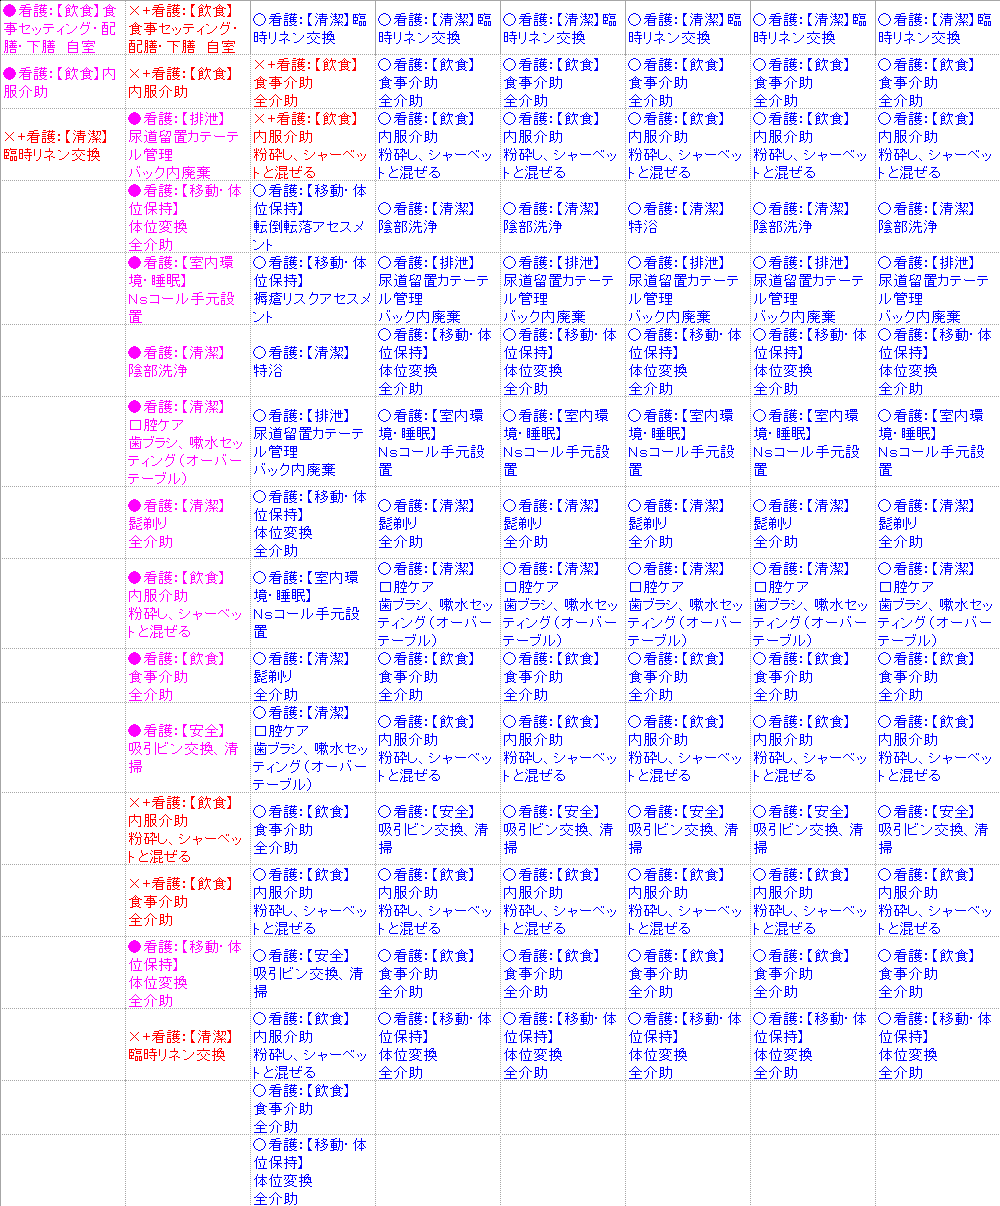 ●看護:【飲食】食
事セッティング・配
膳・下膳　自室
×+看護:【飲食】
食事セッティング・
配膳・下膳　自室
○看護:【清潔】臨
時リネン交換
○看護:【清潔】臨
時リネン交換
○看護:【清潔】臨
時リネン交換
○看護:【清潔】臨
時リネン交換
○看護:【清潔】臨
時リネン交換
○看護:【清潔】臨
時リネン交換
●看護:【飲食】内
服介助
×+看護:【飲食】
内服介助
×+看護:【飲食】
食事介助
全介助
○看護:【飲食】
食事介助
全介助
○看護:【飲食】
食事介助
全介助
○看護:【飲食】
食事介助
全介助
○看護:【飲食】
食事介助
全介助
○看護:【飲食】
食事介助
全介助
×+看護:【清潔】
臨時リネン交換
●看護:【排泄】
尿道留置カテーテ
ル管理
バック内廃棄
×+看護:【飲食】
内服介助
粉砕し、シャーベッ
トと混ぜる
○看護:【飲食】
内服介助
粉砕し、シャーベッ
トと混ぜる
○看護:【飲食】
内服介助
粉砕し、シャーベッ
トと混ぜる
○看護:【飲食】
内服介助
粉砕し、シャーベッ
トと混ぜる
○看護:【飲食】
内服介助
粉砕し、シャーベッ
トと混ぜる
○看護:【飲食】
内服介助
粉砕し、シャーベッ
トと混ぜる
●看護:【移動・体
位保持】
体位変換
全介助
○看護:【移動・体
位保持】
転倒転落アセスメ
ント
○看護:【清潔】
陰部洗浄
○看護:【清潔】
陰部洗浄
○看護:【清潔】
特浴
○看護:【清潔】
陰部洗浄
○看護:【清潔】
陰部洗浄
●看護:【室内環
境・睡眠】
Nsコール手元設
置
○看護:【移動・体
位保持】
褥瘡リスクアセスメ
ント
○看護:【排泄】
尿道留置カテーテ
ル管理
バック内廃棄
○看護:【排泄】
尿道留置カテーテ
ル管理
バック内廃棄
○看護:【排泄】
尿道留置カテーテ
ル管理
バック内廃棄
○看護:【排泄】
尿道留置カテーテ
ル管理
バック内廃棄
○看護:【排泄】
尿道留置カテーテ
ル管理
バック内廃棄
●看護:【清潔】
陰部洗浄
○看護:【清潔】
特浴
○看護:【移動・体
位保持】
体位変換
全介助
○看護:【移動・体
位保持】
体位変換
全介助
○看護:【移動・体
位保持】
体位変換
全介助
○看護:【移動・体
位保持】
体位変換
全介助
○看護:【移動・体
位保持】
体位変換
全介助
●看護:【清潔】
口腔ケア
歯ブラシ、嗽水セッ
ティング(オーバー
テーブル)
○看護:【排泄】
尿道留置カテーテ
ル管理
バック内廃棄
○看護:【室内環
境・睡眠】
Nsコール手元設
置
○看護:【室内環
境・睡眠】
Nsコール手元設
置
○看護:【室内環
境・睡眠】
Nsコール手元設
置
○看護:【室内環
境・睡眠】
Nsコール手元設
置
○看護:【室内環
境・睡眠】
Nsコール手元設
置
●看護:【清潔】
髭剃り
全介助
○看護:【移動・体
位保持】
体位変換
全介助
○看護:【清潔】
髭剃り
全介助
○看護:【清潔】
髭剃り
全介助
○看護:【清潔】
髭剃り
全介助
○看護:【清潔】
髭剃り
全介助
○看護:【清潔】
髭剃り
全介助
●看護:【飲食】
内服介助
粉砕し、シャーベッ
トと混ぜる
○看護:【室内環
境・睡眠】
Nsコール手元設
置
○看護:【清潔】
口腔ケア
歯ブラシ、嗽水セッ
ティング(オーバー
テーブル)
○看護:【清潔】
口腔ケア
歯ブラシ、嗽水セッ
ティング(オーバー
テーブル)
○看護:【清潔】
口腔ケア
歯ブラシ、嗽水セッ
ティング(オーバー
テーブル)
○看護:【清潔】
口腔ケア
歯ブラシ、嗽水セッ
ティング(オーバー
テーブル)
○看護:【清潔】
口腔ケア
歯ブラシ、嗽水セッ
ティング(オーバー
テーブル)
●看護:【飲食】
食事介助
全介助
○看護:【清潔】
髭剃り
全介助
○看護:【飲食】
食事介助
全介助
○看護:【飲食】
食事介助
全介助
○看護:【飲食】
食事介助
全介助
○看護:【飲食】
食事介助
全介助
○看護:【飲食】
食事介助
全介助
●看護:【安全】
吸引ビン交換、清
掃
○看護:【清潔】
口腔ケア
歯ブラシ、嗽水セッ
ティング(オーバー
テーブル)
○看護:【飲食】
内服介助
粉砕し、シャーベッ
トと混ぜる
○看護:【飲食】
内服介助
粉砕し、シャーベッ
トと混ぜる
○看護:【飲食】
内服介助
粉砕し、シャーベッ
トと混ぜる
○看護:【飲食】
内服介助
粉砕し、シャーベッ
トと混ぜる
○看護:【飲食】
内服介助
粉砕し、シャーベッ
トと混ぜる
×+看護:【飲食】
内服介助
粉砕し、シャーベッ
トと混ぜる
○看護:【飲食】
食事介助
全介助
○看護:【安全】
吸引ビン交換、清
掃
○看護:【安全】
吸引ビン交換、清
掃
○看護:【安全】
吸引ビン交換、清
掃
○看護:【安全】
吸引ビン交換、清
掃
○看護:【安全】
吸引ビン交換、清
掃
×+看護:【飲食】
食事介助
全介助
○看護:【飲食】
内服介助
粉砕し、シャーベッ
トと混ぜる
○看護:【飲食】
内服介助
粉砕し、シャーベッ
トと混ぜる
○看護:【飲食】
内服介助
粉砕し、シャーベッ
トと混ぜる
○看護:【飲食】
内服介助
粉砕し、シャーベッ
トと混ぜる
○看護:【飲食】
内服介助
粉砕し、シャーベッ
トと混ぜる
○看護:【飲食】
内服介助
粉砕し、シャーベッ
トと混ぜる
●看護:【移動・体
位保持】
体位変換
全介助
○看護:【安全】
吸引ビン交換、清
掃
○看護:【飲食】
食事介助
全介助
○看護:【飲食】
食事介助
全介助
○看護:【飲食】
食事介助
全介助
○看護:【飲食】
食事介助
全介助
○看護:【飲食】
食事介助
全介助
×+看護:【清潔】
臨時リネン交換
○看護:【飲食】
内服介助
粉砕し、シャーベッ
トと混ぜる
○看護:【移動・体
位保持】
体位変換
全介助
○看護:【移動・体
位保持】
体位変換
全介助
○看護:【移動・体
位保持】
体位変換
全介助
○看護:【移動・体
位保持】
体位変換
全介助
○看護:【移動・体
位保持】
体位変換
全介助
○看護:【飲食】
食事介助
全介助
○看護:【移動・体
位保持】
体位変換
全介助